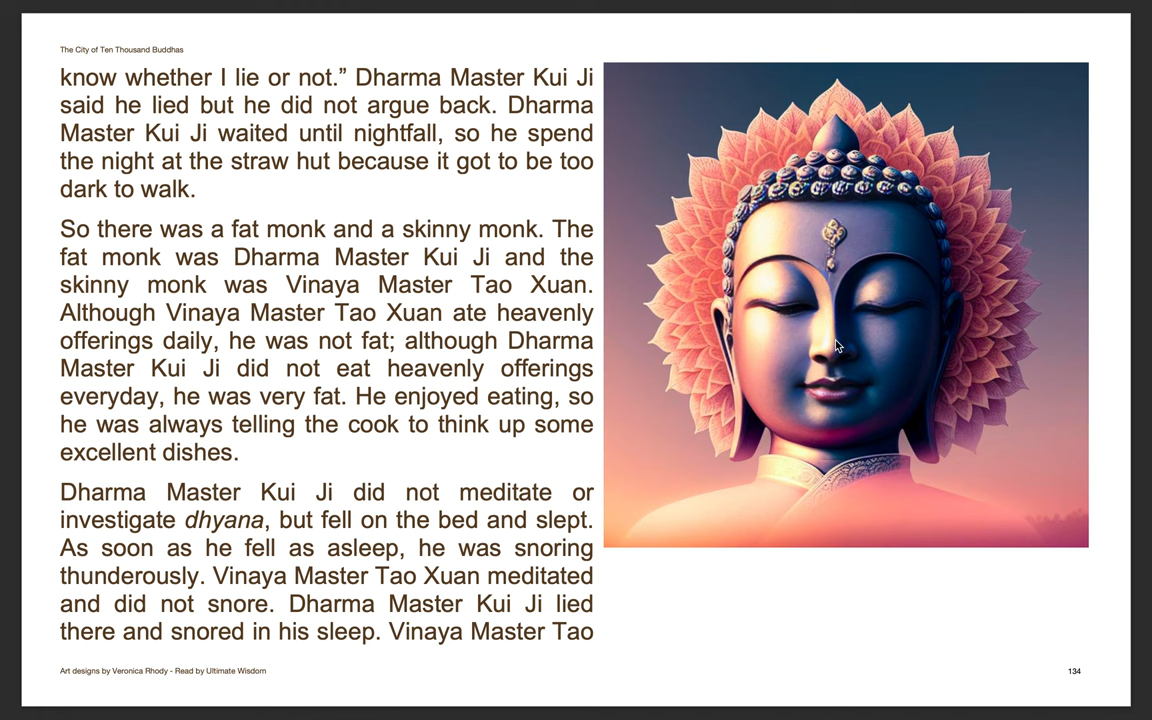 The City of Ten Thousand Buddhas
know whether I lie or not.” Dharma Master Kui Ji
said he lied but he did not argue back. Dharma
Master Kui Ji waited until nightfall, so he spend
the night at the straw hut because it got to be too
dark to walk.
So there was a fat monk and a skinny monk. The
fat monk was Dharma Master Kui Ji and the
skinny monk was Vinaya Master Tao Xuan.
Although Vinaya Master Tao Xuan ate heavenly
offerings daily, he was not fat; although Dharma
Master Kui Ji did not eat heavenly offerings
everyday, he was very fat. He enjoyed eating, so
he was always telling the cook to think up some
excellent dishes.
Dharma Master Kui Ji did not meditate or
investigate dhyana, but fell on the bed and slept.
As soon as he fell as asleep, he was snoring
thunderously. Vinaya Master Tao Xuan meditated
and did not snore. Dharma Master Kui Ji lied
there and snored in his sleep. Vinaya Master Tao
Art designs by Veronica Rhody - Read by Ultimate Wisdom
134